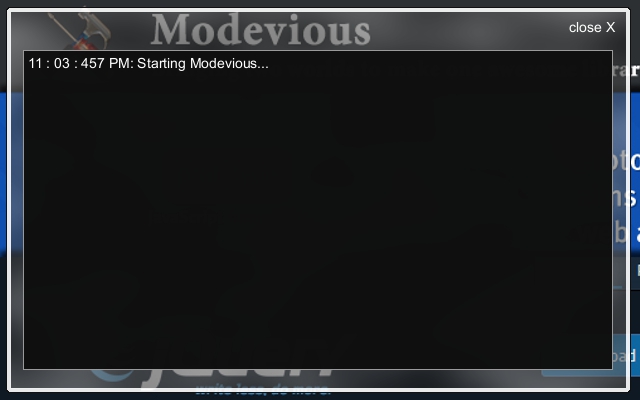 Modevious
close X
11 : 03 : 457 PM: Starting Modevious...
write less, do more.